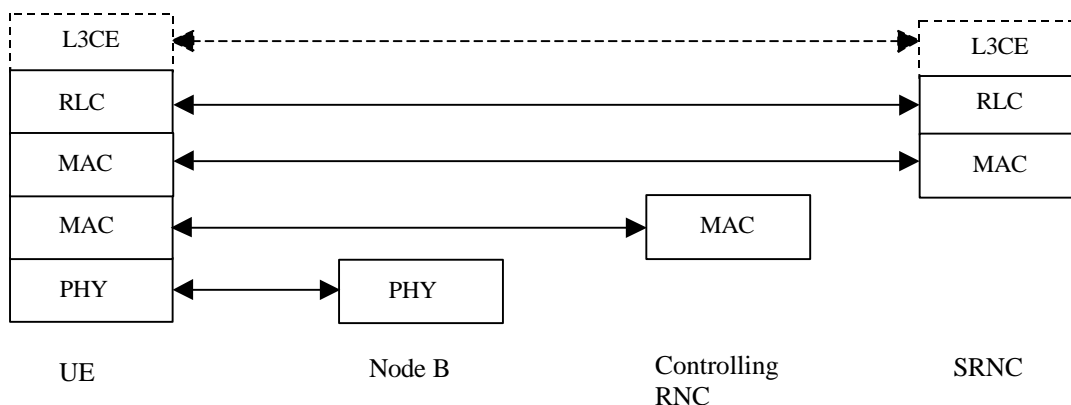 L3CE
L3CE
RLC
RLC
MAC
MAC
MAC
MAC
PHY
PHY
UE
Node B
Controlling
RNC
SRNC